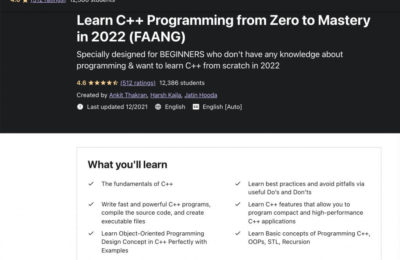 4.6 (512 ratings) 12,386 students
Learn C++ Programming from Zero to Mastery
in 2022 (FAANG)
Specially designed for BEGINNERS who don't have any knowledge about
programming & want to learn C++ from scratch in 2022
4.6 ★★★★★ (512 ratings) 12,386 students
Created by Ankit Thakran, Harsh Kaila, Jatin Hooda
Last updated 12/2021 English English [Auto]
What you'll learn
✓ The fundamentals of C++
✓ Write fast and powerful C++ programs,
compile the source code, and create
executable files
✓ Learn Object-Oriented Programming
Design Concept in C++ Perfectly with
Examples
✓ Learn best practices and avoid pitfalls via
useful Do's and Don'ts
✓ Learn C++ features that allow you to
program compact and high-performance
C++ applications
✓ Learn Basic concepts of Programming C++,
OOPs, STL, Recursion